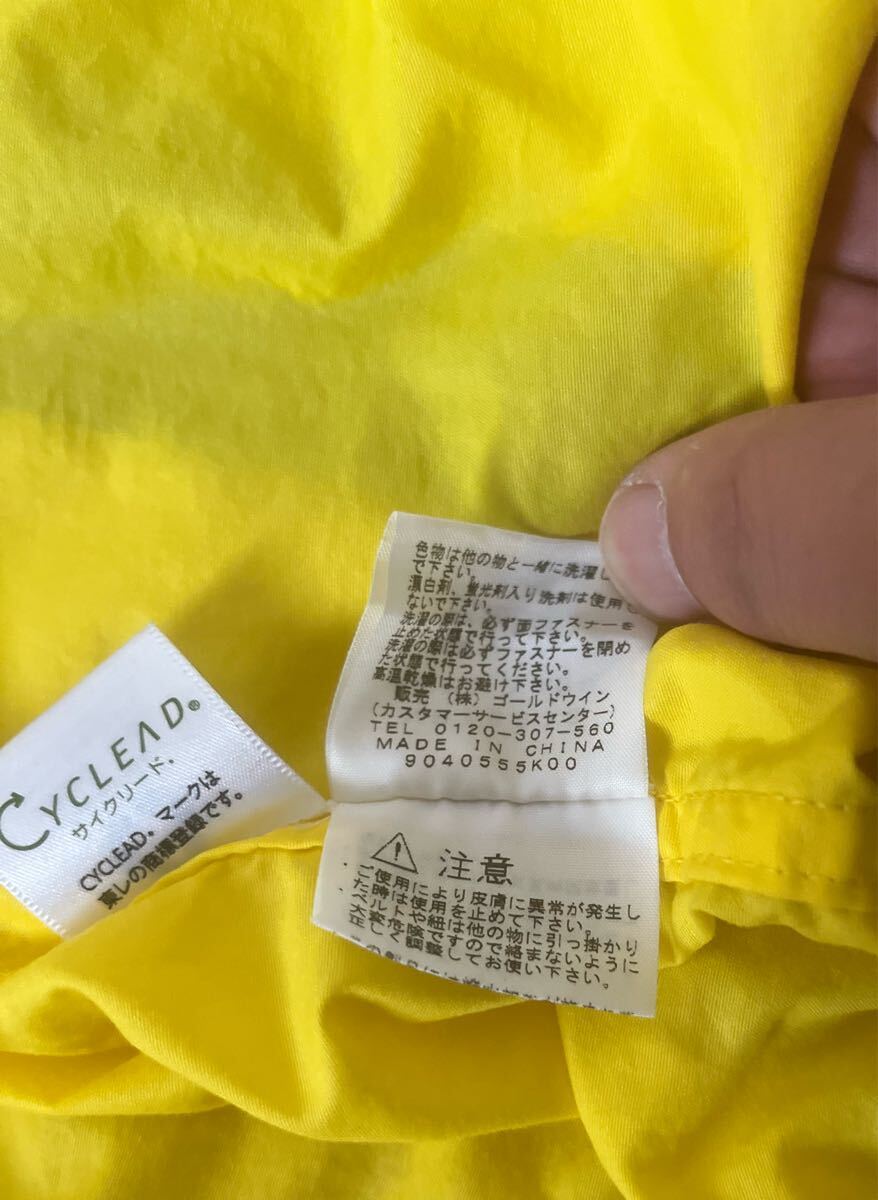 色物は他の物と一緒に洗濯し
で下さい。
漂白剤、蛍光剤入り洗剤は使用し
ないで下さい。
洗濯の際は、必ず面ファスナーを
止めた状態で行って下さい。
洗濯の際は必ずファスナーを閉め
た状態で行ってください。
高温乾燥はお避け下さい。
販売 (株) ゴールドウイン
(カスタマーサービスセンター)
TEL 0120-307-560
MADE IN CHINA
9040555K00
CYCLEAD®
サイクリード®
CYCLEAD® マークは
東レの商標登録です。
注意
ご使用により皮膚に異常が発生し
た時は使用を止めて下さい。
ベルトや紐は他の物に引っ掛かり
大変危険ですので絡まないように
正しく調整してお使い下さい。